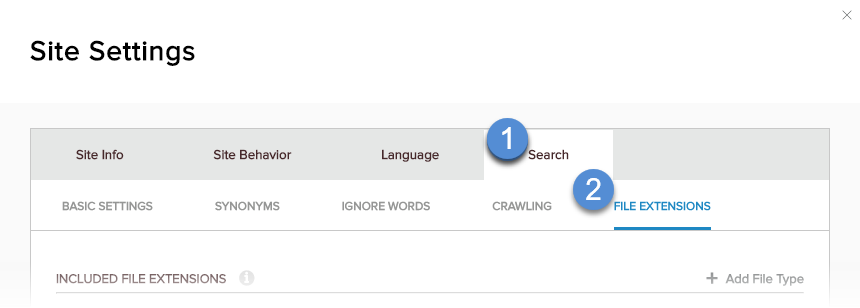 Site Settings
Site Info Site Behavior Language 1 Search
BASIC SETTINGS SYNONYMS IGNORE WORDS CRAWLING 2 FILE EXTENSIONS
INCLUDED FILE EXTENSIONS i + Add File Type